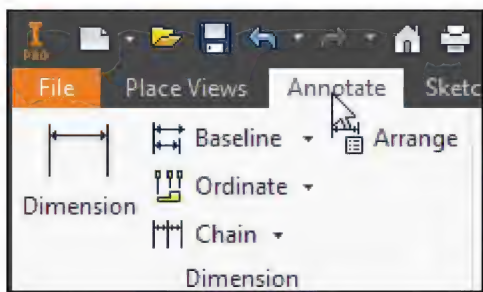 I
PRO
File Place Views Annotate Sketc
Dimension
Baseline Arrange
Ordinate
Chain
Dimension